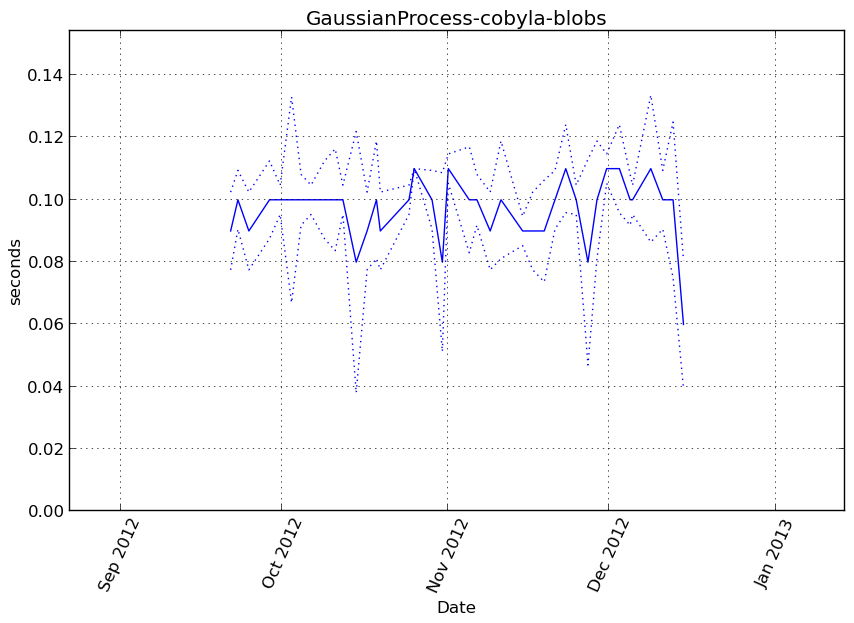 GaussianProcess-cobyla-blobs
seconds
0.14
0.12
0.10
0.08
0.06
0.04
0.02
0.00
Sep 2012
Oct 2012
Nov 2012
Dec 2012
Jan 2013
Date